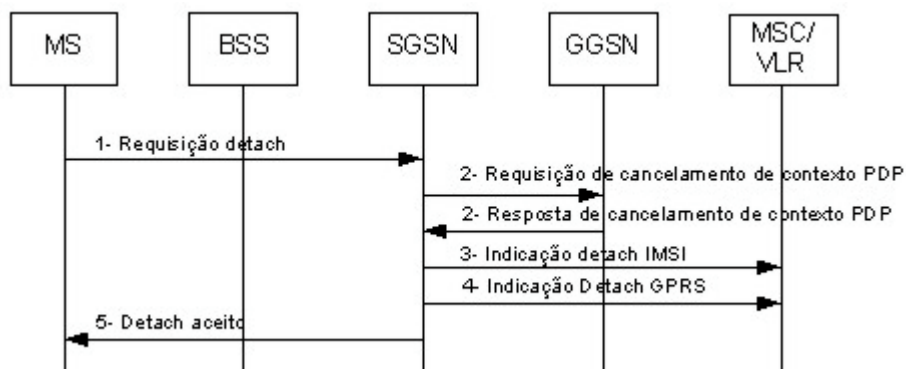 MS
BSS
SGSN
GGSN
MSC/
VLR
1- Requisição detach
2- Requisição de cancelamento de contexto PDP
2- Resposta de cancelamento de contexto PDP
3- Indicação detach IMSI
4- Indicação Detach GPRS
5- Detach aceito